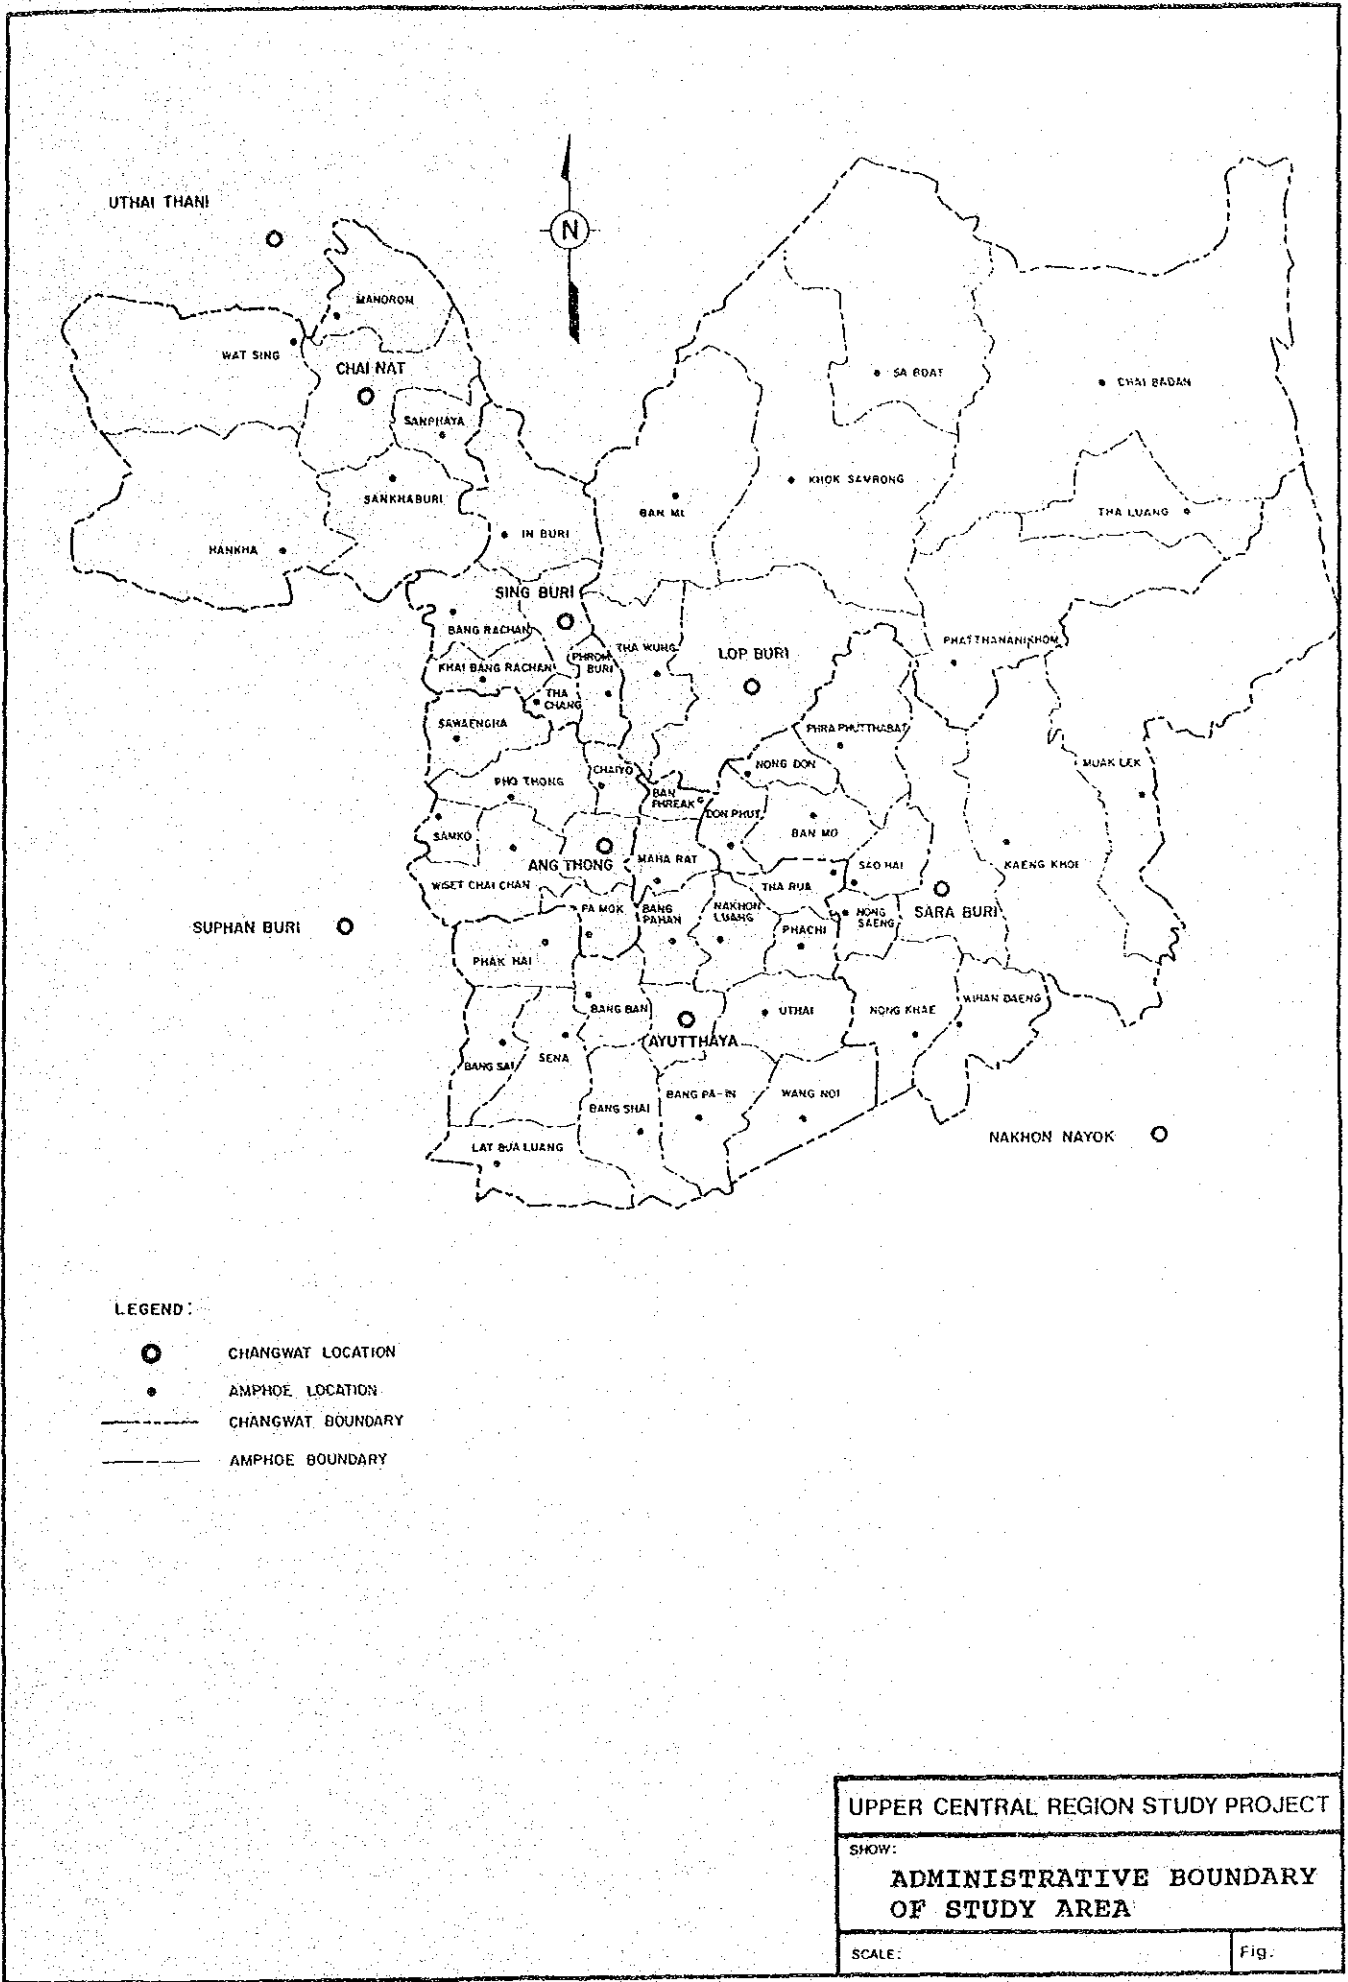 UTHAI THANI
N
MANOROM
WAT SING
CHAI NAT
SANPHAYA
SA BOAT
CHAI BADAN
SANKHABURI
KHOK SAMRONG
BAN MI
THA LUANG
IN BURI
HANKHA
SING BURI
BANG RACHAN
PHATTHANANIKHOM
THA WUNG
LOP BURI
PHROM
BURI
KHAI BANG RACHAN
THA
CHANG
SAWAENGHA
PHRA PHUTTHABAT
MUAK LEK
NONG DON
CHAIYO
PHO THONG
BAN
PHREAK
DON PHUT
BAN MO
SAMKO
ANG THONG
MAHA RAT
SAO HAI
KAENG KHOI
WISET CHAI CHAN
THA RUA
PA MOK
BANG
PAHAN
NAKHON
LUANG
NONG
SAENG
SARA BURI
SUPHAN BURI
PHACHI
PHAK HAI
WIHAN DAENG
BANG BAN
UTHAI
NONG KHAE
AYUTTHAYA
SENA
BANG SAI
BANG PA-IN
WANG NOI
BANG SHAI
NAKHON NAYOK
LAT BUA LUANG
LEGEND:
CHANGWAT LOCATION
AMPHOE LOCATION
CHANGWAT BOUNDARY
AMPHOE BOUNDARY
UPPER CENTRAL REGION STUDY PROJECT
SHOW:
ADMINISTRATIVE BOUNDARY
OF STUDY AREA
SCALE:
Fig.